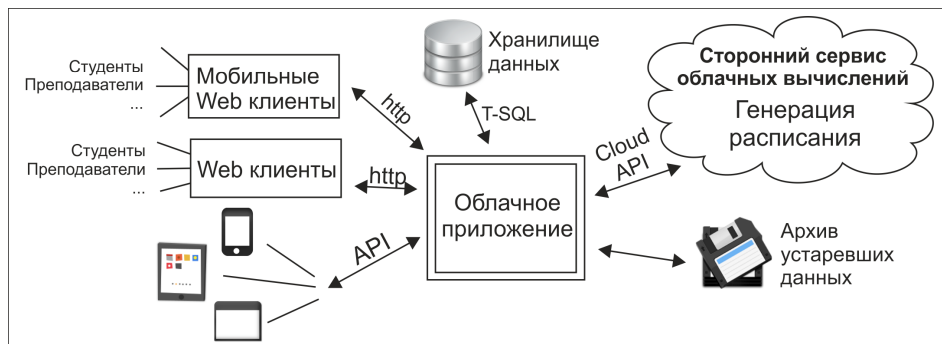 Студенты
Преподаватели
...
Мобильные
Web клиенты
http
Хранилище
данных
T-SQL
Сторонний сервис
облачных вычислений
Генерация
расписания
Студенты
Преподаватели
...
Web клиенты
http
Cloud
API
Облачное
приложение
API
Архив
устаревших
данных